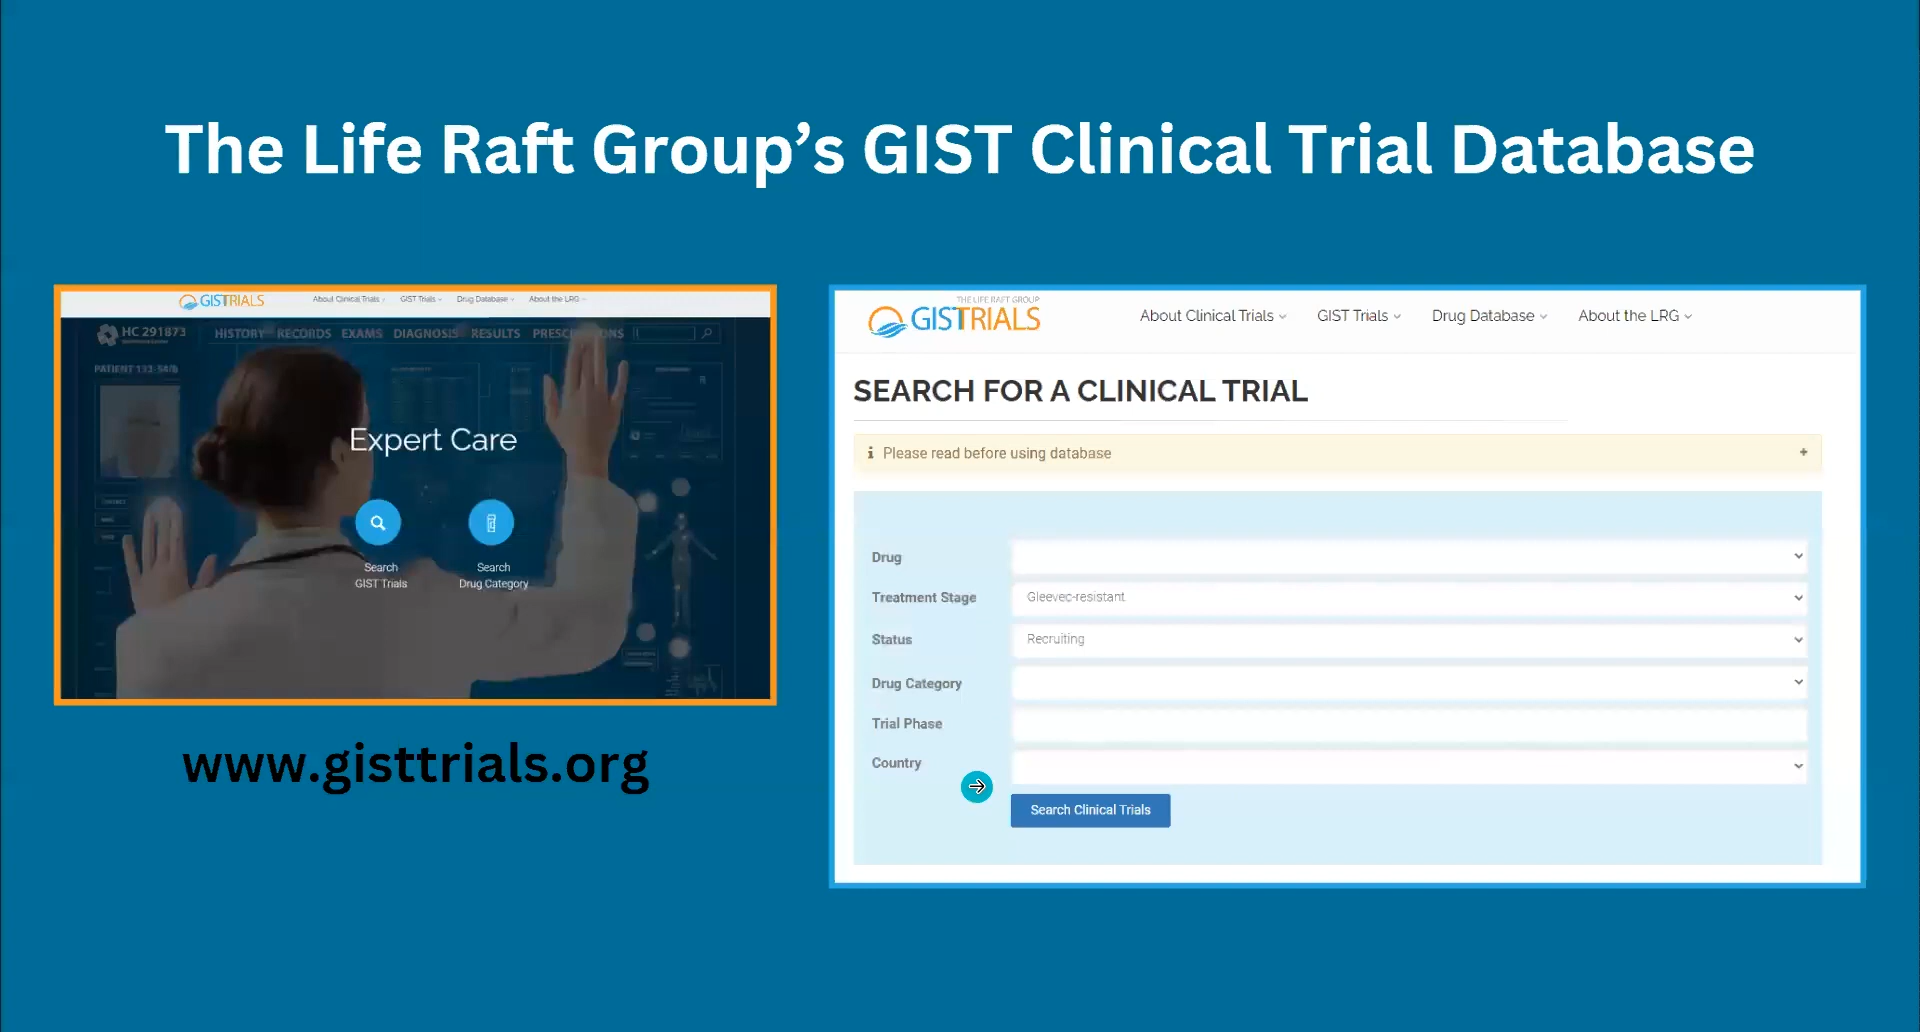 The Life Raft Group's GIST Clinical Trial Database
GISTTRIALS
About Clinical Trials
GIST Trials
Drug Database
About the LRG
HC 291873
HISTORY RECORDS EXAMS DIAGNOSIS RESULTS
Expert Care
Search
GIST Trials
Search
Drug Category
www.gisttrials.org
THE LIFE RAFT GROUP
GISTTRIALS
About Clinical Trials
GIST Trials
Drug Database
About the LRG
SEARCH FOR A CLINICAL TRIAL
Please read before using database
Drug
Treatment Stage Gleevec-resistant
Status Recruiting
Drug Category
Trial Phase
Country
Search Clinical Trials